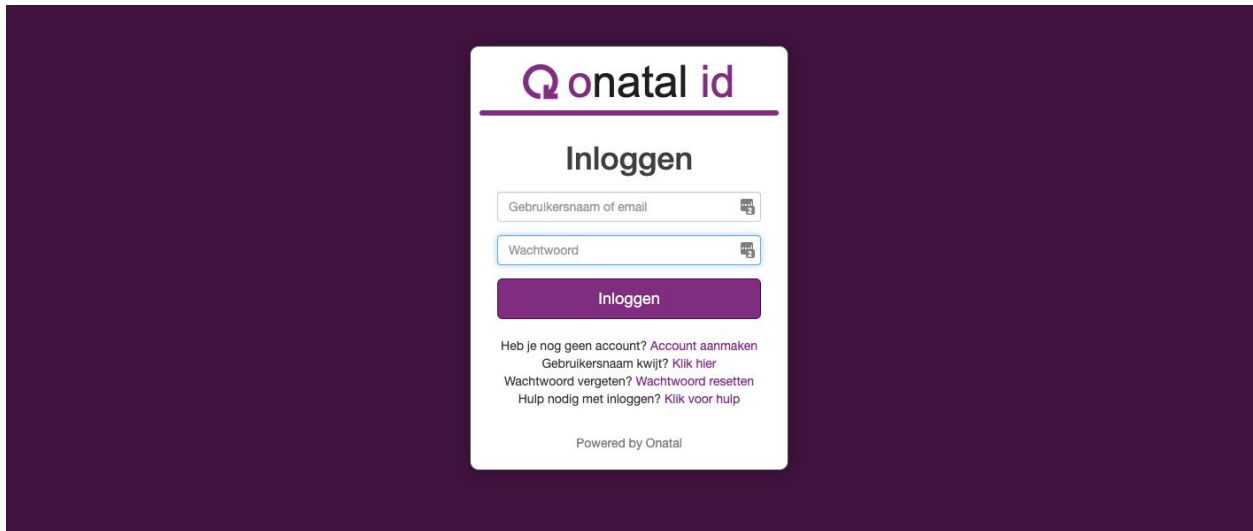 onatal id
Inloggen
Gebruikersnaam of email
Wachtwoord
Inloggen
Heb je nog geen account? Account aanmaken
Gebruikersnaam kwijt? Klik hier
Wachtwoord vergeten? Wachtwoord resetten
Hulp nodig met inloggen? Klik voor hulp
Powered by Onatal